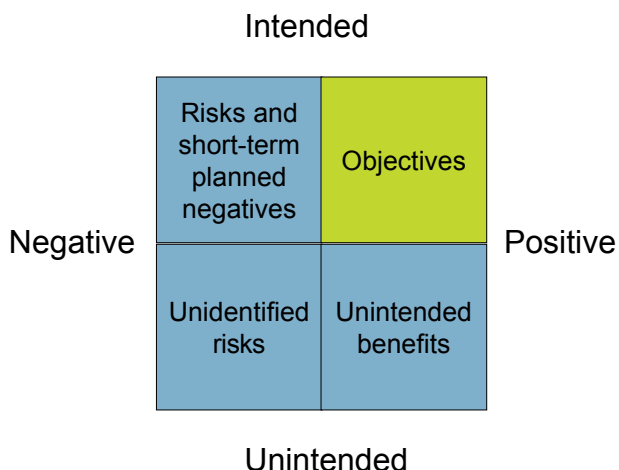 Intended
Risks and
short-term
planned
negatives
Objectives
Negative
Positive
Unidentified
risks
Unintended
benefits
Unintended